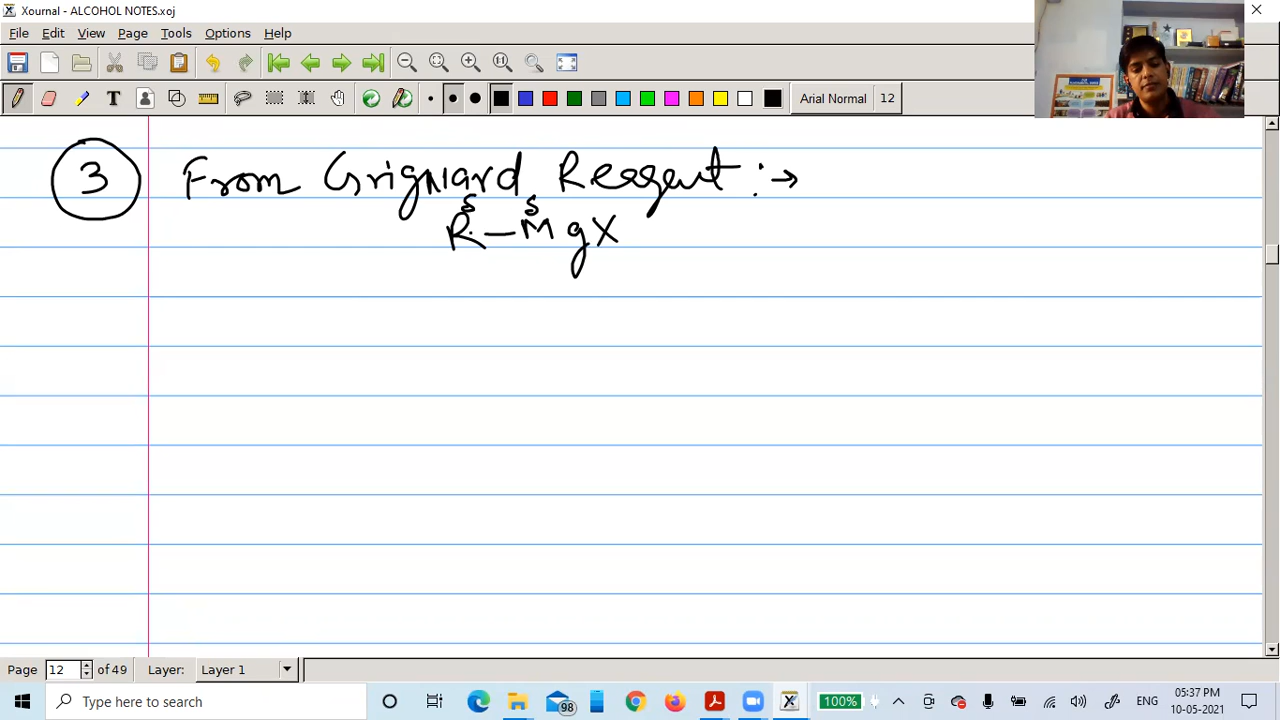 Xournal - ALCOHOL NOTES.xoj
File Edit View Page Tools Options Help
Arial Normal 12
3 From Grignard Reagent :→
δ δ
R—MgX
Page 12 of 49 Layer: Layer 1
Type here to search
98
100%
ENG
05:37 PM
10-05-2021